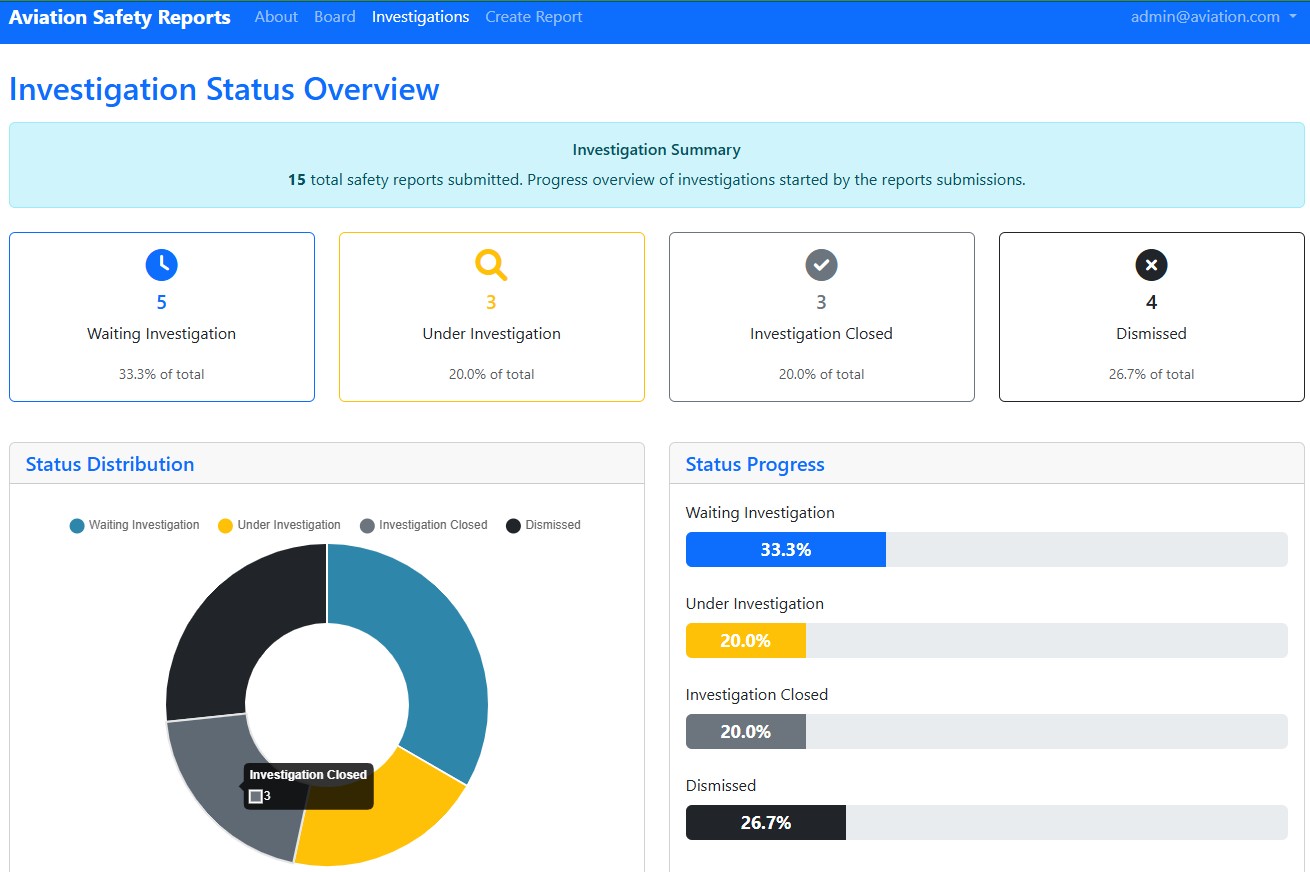 Aviation Safety Reports About Board Investigations Create Report admin@aviation.com
Investigation Status Overview
Investigation Summary
15 total safety reports submitted. Progress overview of investigations started by the reports submissions.
5
Waiting Investigation
33.3% of total
3
Under Investigation
20.0% of total
3
Investigation Closed
20.0% of total
4
Dismissed
26.7% of total
Status Distribution
Waiting Investigation Under Investigation Investigation Closed Dismissed
Investigation Closed
3
Status Progress
Waiting Investigation
33.3%
Under Investigation
20.0%
Investigation Closed
20.0%
Dismissed
26.7%